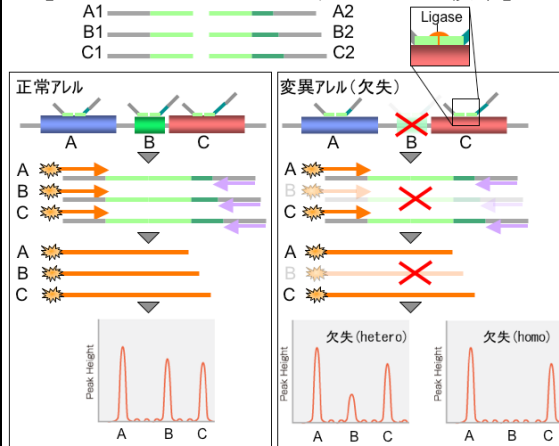 A1 A2
B1 B2
C1 C2
Ligase
正常アレル
A B C
A
B
C
A
B
C
Peak Height
A B C
変異アレル(欠失)
A B C
A
B
C
A
B
C
Peak Height
欠失(hetero)
A B C
Peak Height
欠失(homo)
A B C